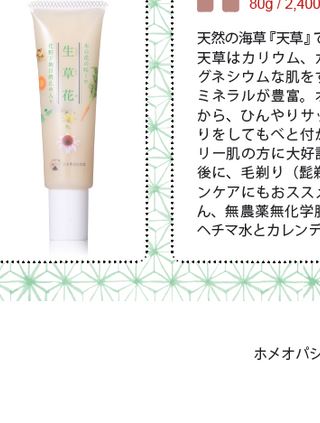 生草花
80g / 2,400
天然の海草『天草』で
天草はカリウム、カ
グネシウムな肌をす
ミネラルが豊富。オ
から、ひんやりサッ
りをしてもべと付か
リー肌の方に大好評
後に、毛剃り（髭剃
ンケアにもおススメ
ん、無農薬無化学肥
ヘチマ水とカレンデ
ホメオパシ